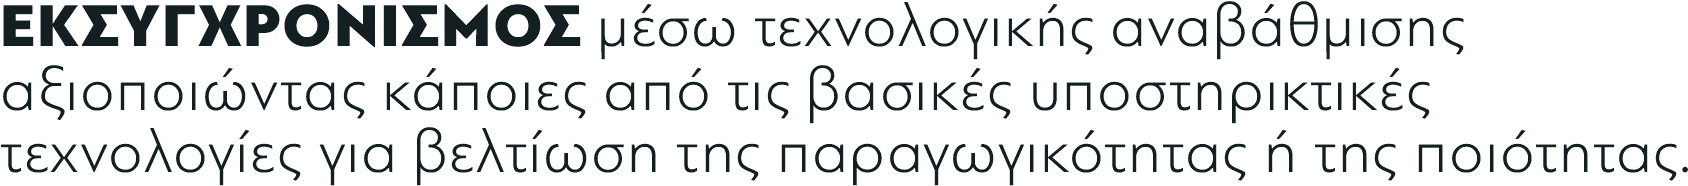 ΕΚΣΥΓΧΡΟΝΙΣΜΟΣ μέσω τεχνολογικής αναβάθμισης
αξιοποιώντας κάποιες από τις βασικές υποστηρικτικές
τεχνολογίες για βελτίωση της παραγωγικότητας ή της ποιότητας.